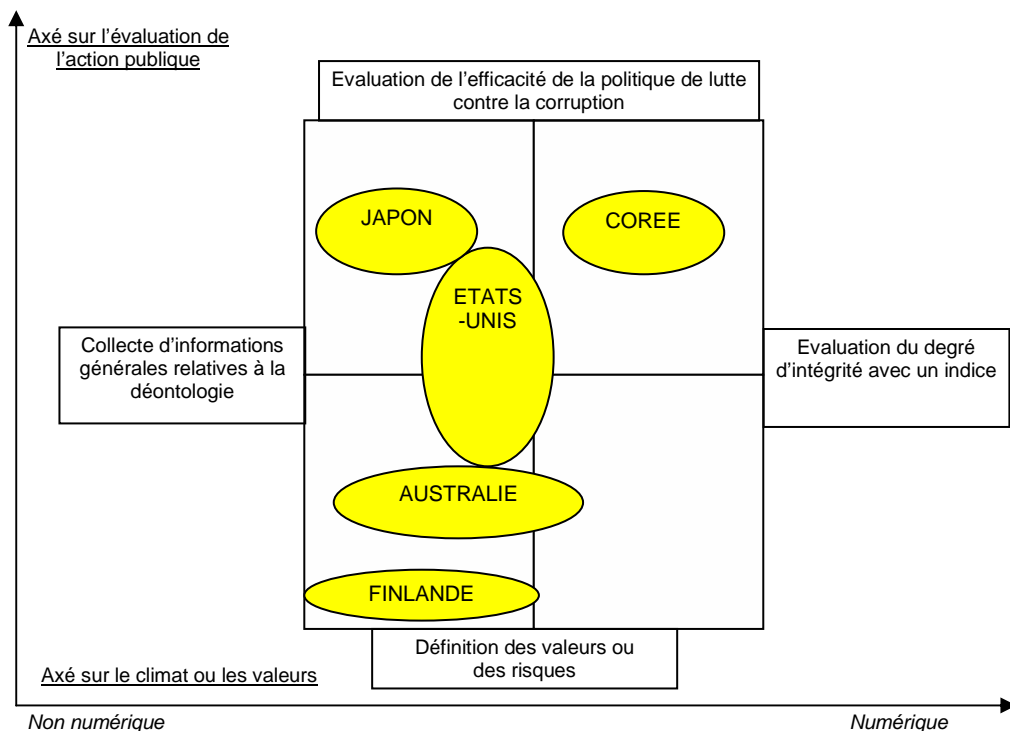 Axé sur l'évaluation de
l'action publique
Evaluation de l'efficacité de la politique de lutte
contre la corruption
JAPON
COREE
ETATS
-UNIS
Collecte d'informations
générales relatives à la
déontologie
Evaluation du degré
d'intégrité avec un indice
AUSTRALIE
FINLANDE
Définition des valeurs ou
des risques
Axé sur le climat ou les valeurs
Non numérique
Numérique